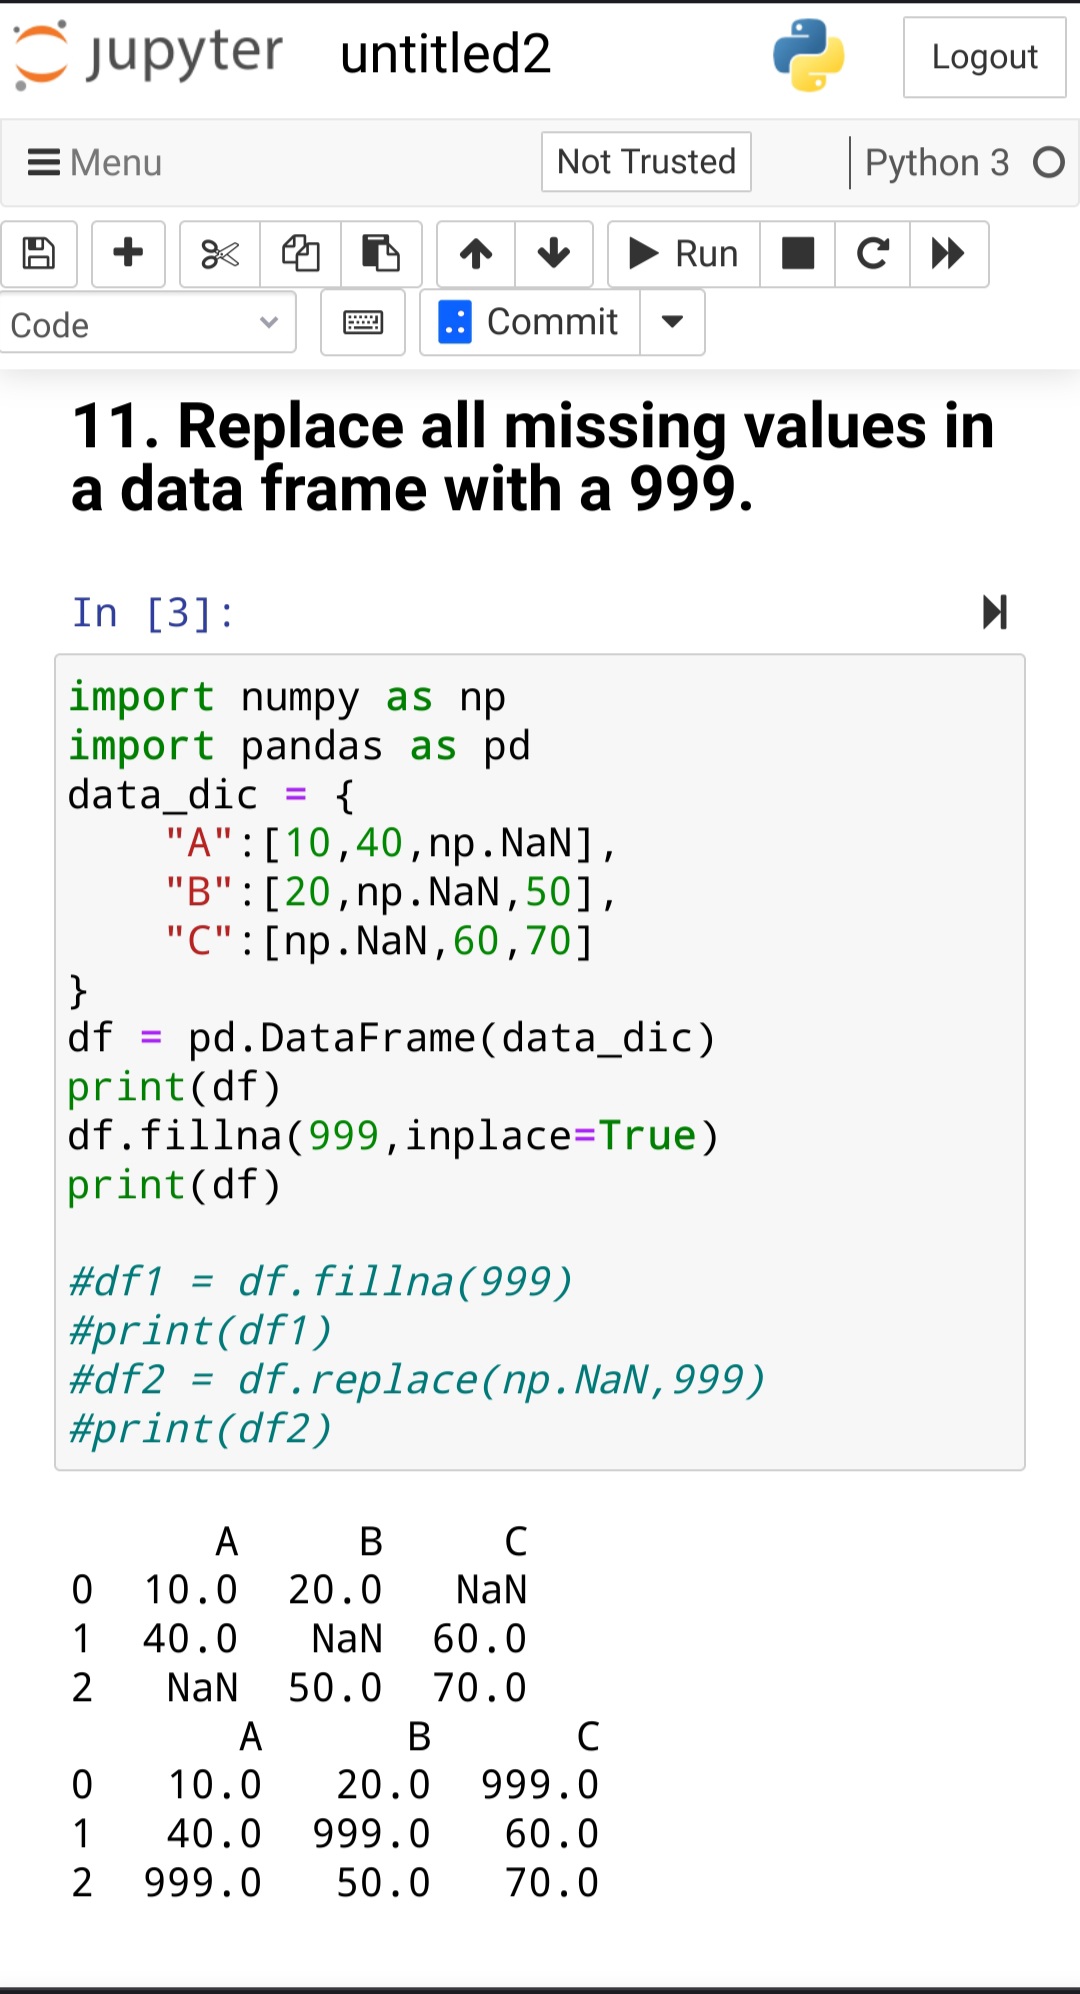 jupyter untitled2 Logout
Menu Not Trusted Python 3
Run
Code Commit
11. Replace all missing values in
a data frame with a 999.
In [3]:
import numpy as np
import pandas as pd
data_dic = {
    "A":[10,40,np.NaN],
    "B":[20,np.NaN,50],
    "C":[np.NaN,60,70]
}
df = pd.DataFrame(data_dic)
print(df)
df.fillna(999,inplace=True)
print(df)
#df1 = df.fillna(999)
#print(df1)
#df2 = df.replace(np.NaN,999)
#print(df2)
      A     B     C
0  10.0  20.0   NaN
1  40.0   NaN  60.0
2   NaN  50.0  70.0
       A      B      C
0   10.0   20.0  999.0
1   40.0  999.0   60.0
2  999.0   50.0   70.0